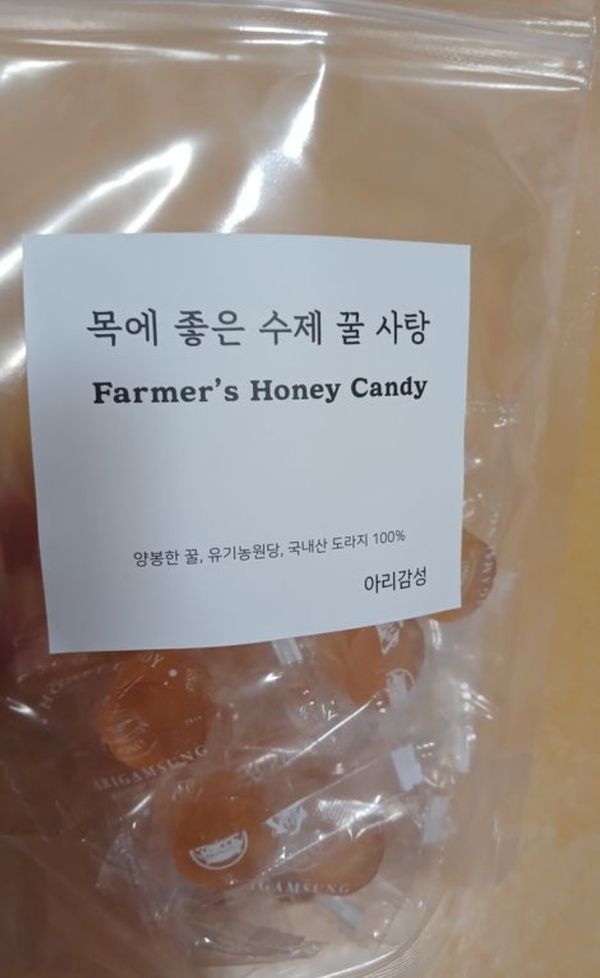 목에 좋은 수제 꿀 사탕
Farmer's Honey Candy
양봉한 꿀, 유기농원당, 국내산 도라지 100%
아리감성
ARIGAMSUNG